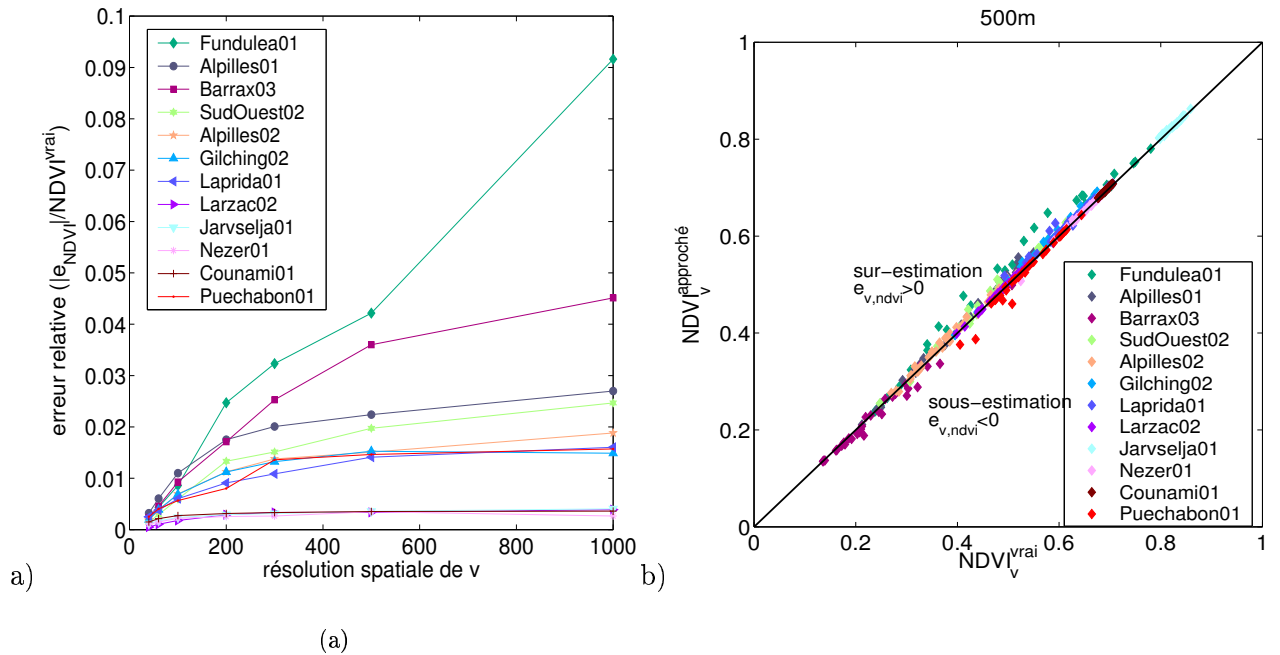 0.1
0.09
0.08
0.07
0.06
0.05
0.04
0.03
0.02
0.01
0
erreur relative (|e_NDVI|/NDVI^vrai)
Fundulea01
Alpilles01
Barrax03
SudOuest02
Alpilles02
Gilching02
Laprida01
Larzac02
Jarvselja01
Nezer01
Counami01
Puechabon01
0 200 400 600 800 1000
résolution spatiale de v
a)
500m
1
0.8
0.6
0.4
0.2
0
NDVI_v^approché
sur−estimation
e_v,ndvi>0
sous−estimation
e_v,ndvi<0
Fundulea01
Alpilles01
Barrax03
SudOuest02
Alpilles02
Gilching02
Laprida01
Larzac02
Jarvselja01
Nezer01
Counami01
Puechabon01
0 0.2 0.4 0.6 0.8 1
NDVI_v^vrai
b)
(a)